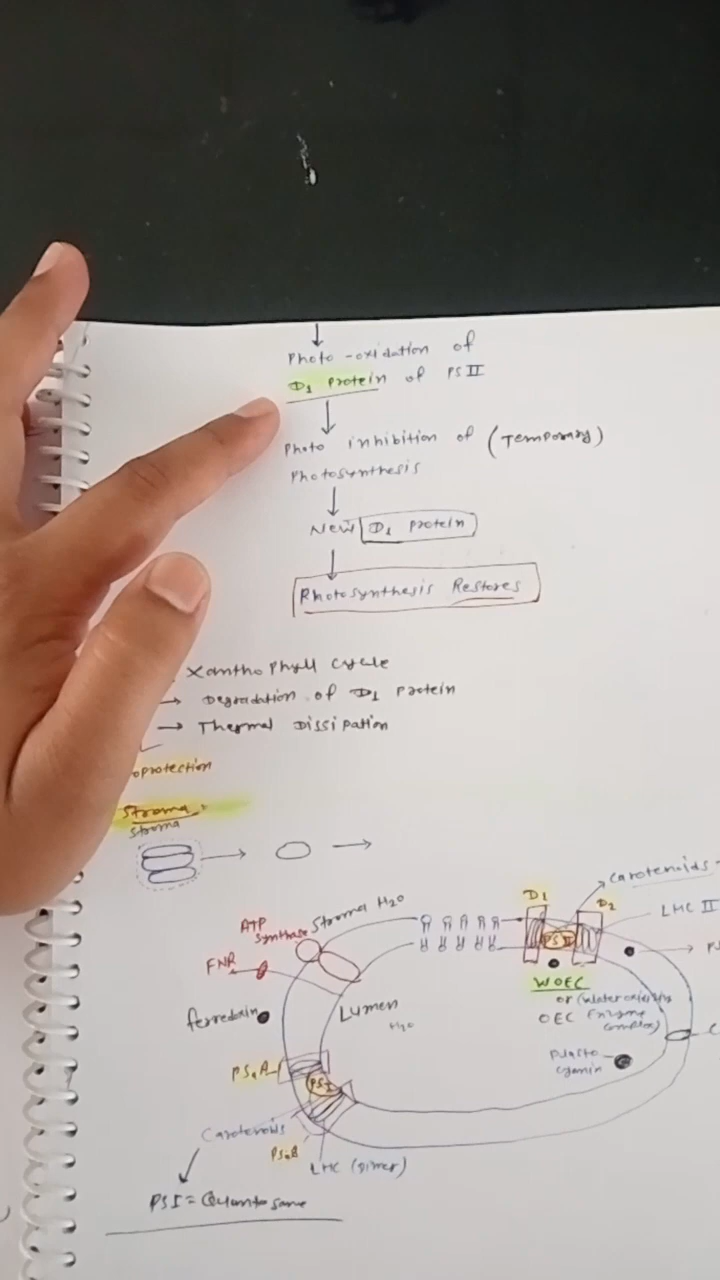 Photo-oxidation of
D1 protein of PS II
Photo inhibition of (Temporary)
Photosynthesis
New D1 protein
Photosynthesis Restores
Xanthophyll cycle
→ Degradation of D1 protein
→ Thermal Dissipation
oprotection
Stroma
Stroma
Carotenoids
D1
D2
LHC II
ATP
synthase
Stroma H2O
FNR
PS II
WOEC
or (water oxidising
OEC Enzyme
complex)
ferredoxin
Lumen
H2O
Plasto
cyanin
PSaA
PSI
Carotenoids
PSaB
LHC (Dimer)
PS I = Quantosome